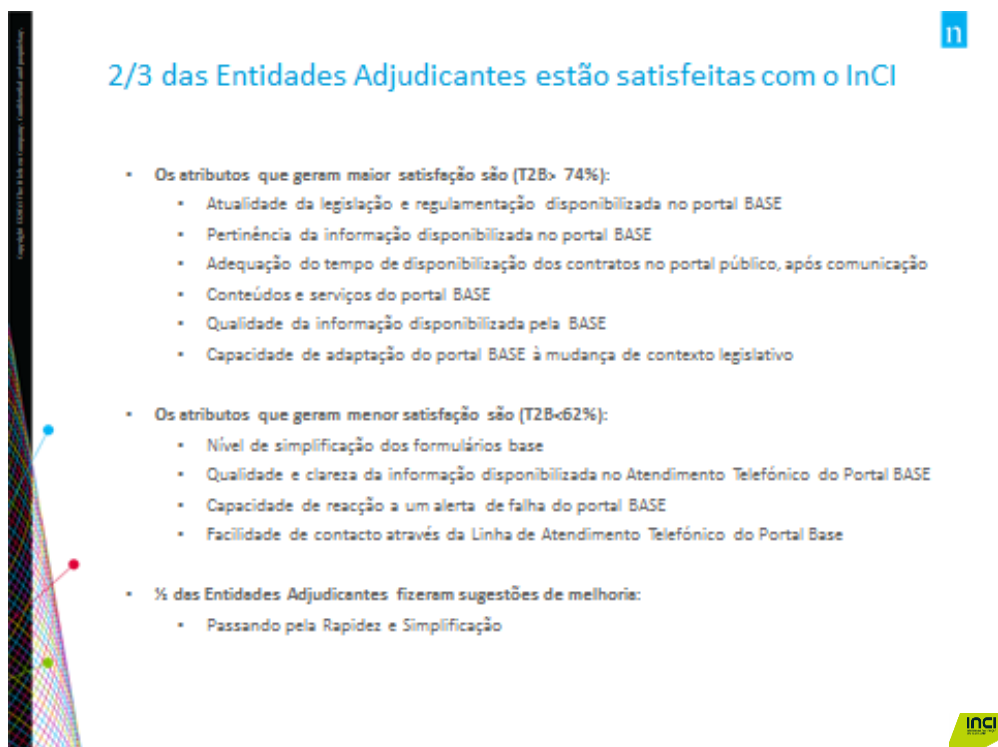 n
2/3 das Entidades Adjudicantes estão satisfeitas com o InCI
• Os atributos que geram maior satisfação são (T2B> 74%):
• Atualidade da legislação e regulamentação disponibilizada no portal BASE
• Pertinência da informação disponibilizada no portal BASE
• Adequação do tempo de disponibilização dos contratos no portal público, após comunicação
• Conteúdos e serviços do portal BASE
• Qualidade da informação disponibilizada pela BASE
• Capacidade de adaptação do portal BASE à mudança de contexto legislativo
• Os atributos que geram menor satisfação são (T2B<62%):
• Nível de simplificação dos formulários base
• Qualidade e clareza da informação disponibilizada no Atendimento Telefónico do Portal BASE
• Capacidade de reacção a um alerta de falha do portal BASE
• Facilidade de contacto através da Linha de Atendimento Telefónico do Portal Base
• ½ das Entidades Adjudicantes fizeram sugestões de melhoria:
• Passando pela Rapidez e Simplificação
INCI